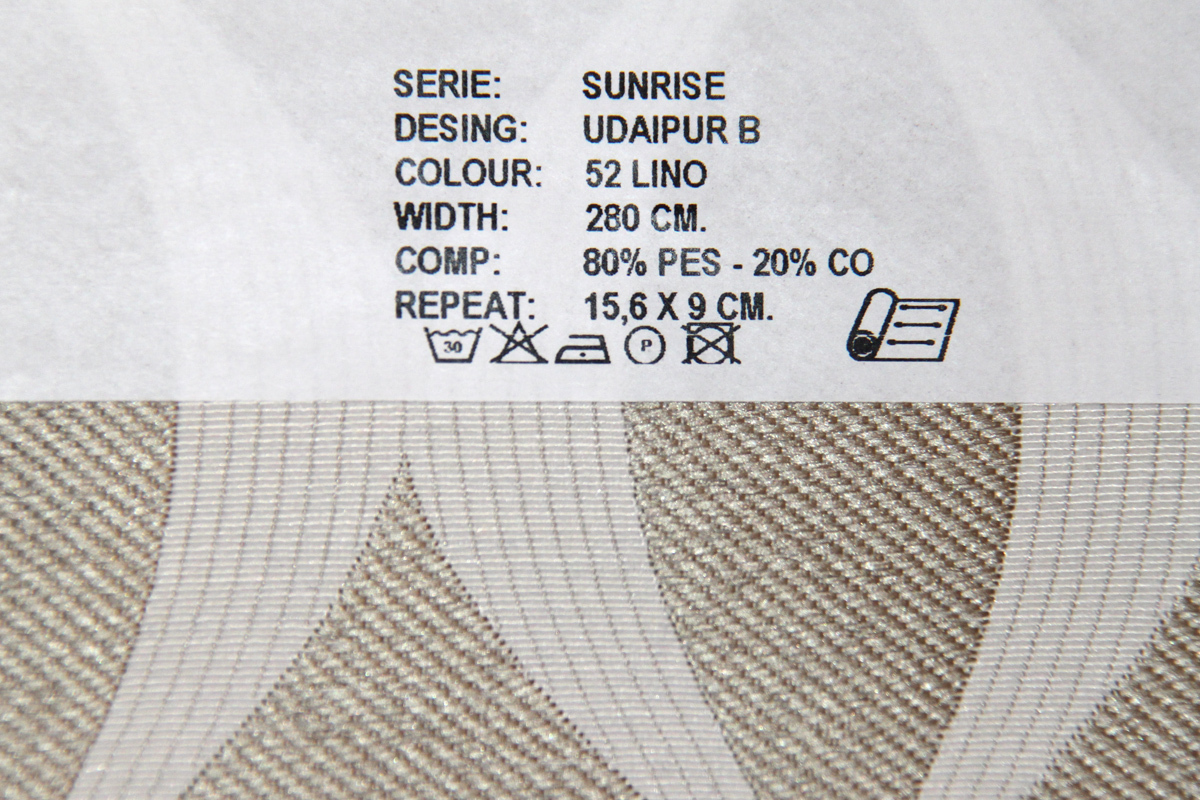 SERIE: SUNRISE
DESING: UDAIPUR B
COLOUR: 52 LINO
WIDTH: 280 CM.
COMP: 80% PES - 20% CO
REPEAT: 15,6 X 9 CM.
30 P